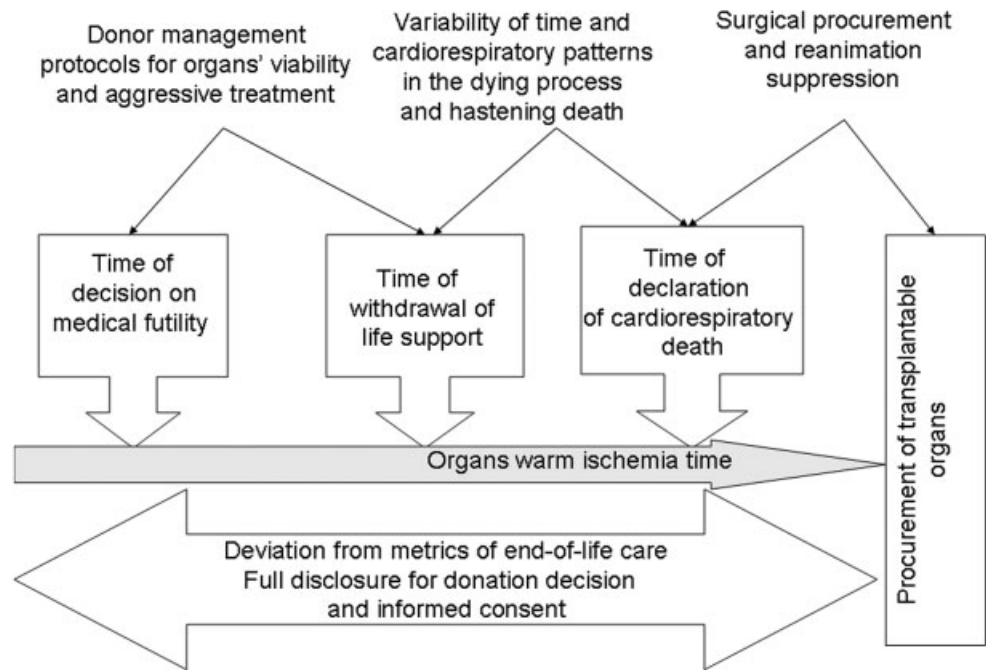 Donor management
protocols for organs' viability
and aggressive treatment
Variability of time and
cardiorespiratory patterns
in the dying process
and hastening death
Surgical procurement
and reanimation
suppression
Time of
decision on
medical futility
Time of
withdrawal of
life support
Time of
declaration
of cardiorespiratory
death
Procurement of transplantable
organs
Organs warm ischemia time
Deviation from metrics of end-of-life care
Full disclosure for donation decision
and informed consent